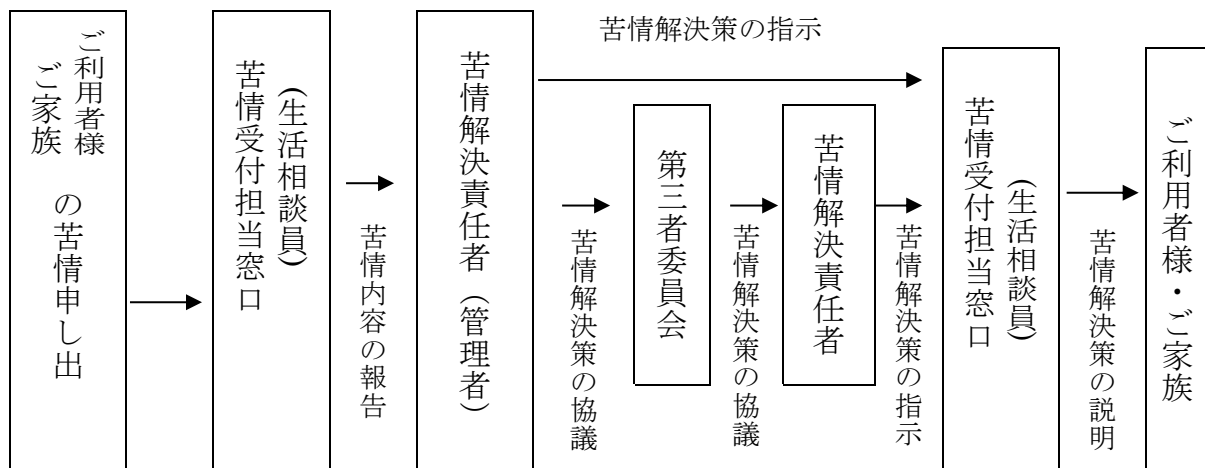 ご利用者様
ご家族
の苦情申し出
苦情受付担当窓口
(生活相談員)
苦情内容の報告
苦情解決責任者(管理者)
苦情解決策の指示
苦情解決策の協議
第三者委員会
苦情解決策の協議
苦情解決責任者
苦情解決策の指示
苦情受付担当窓口
(生活相談員)
苦情解決策の説明
ご利用者様・ご家族